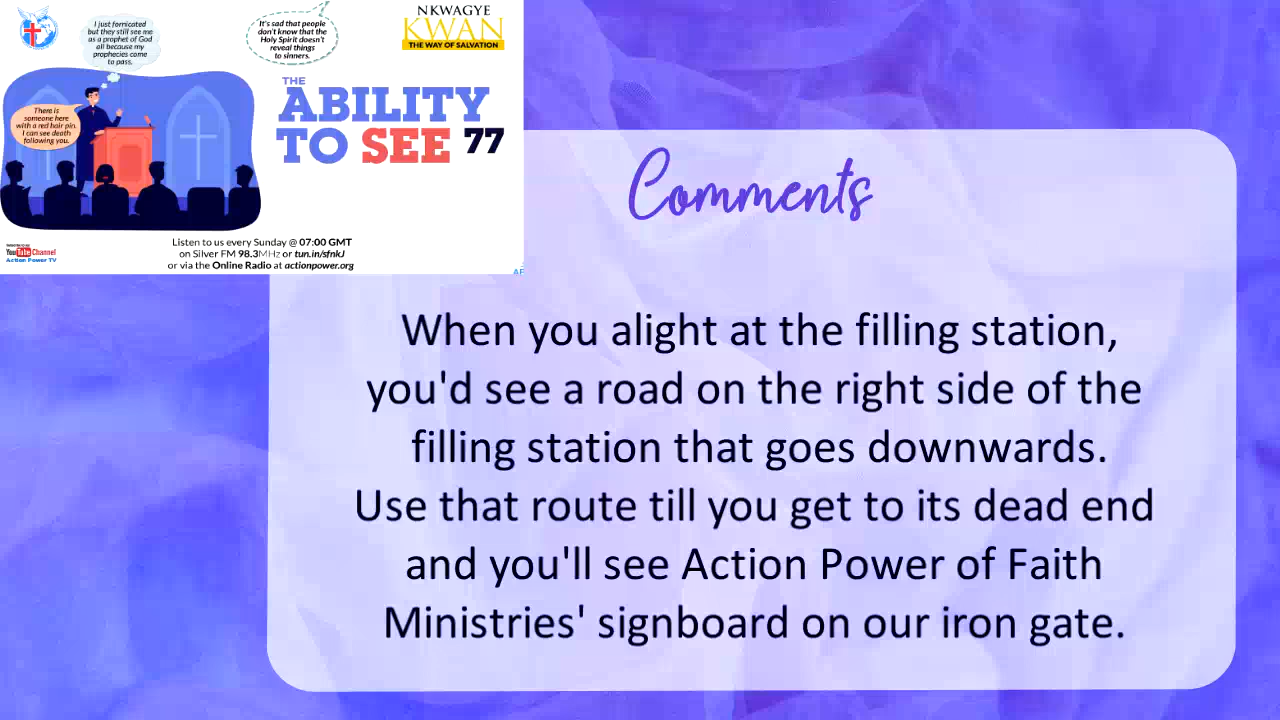 I just fornicated
but they still see me
as a prophet of God
all because my
prophecies come
to pass.
It's sad that people
don't know that the
Holy Spirit doesn't
reveal things
to sinners.
NKWAGYE
KWAN
THE WAY OF SALVATION
There is
someone here
with a red hair pin.
I can see death
following you.
THE
ABILITY
TO SEE 77
YouTube Channel
Action Power TV
Listen to us every Sunday @ 07:00 GMT
on Silver FM 98.3MHz or tun.in/sfnkJ
or via the Online Radio at actionpower.org
Comments
When you alight at the filling station,
you'd see a road on the right side of the
filling station that goes downwards.
Use that route till you get to its dead end
and you'll see Action Power of Faith
Ministries' signboard on our iron gate.